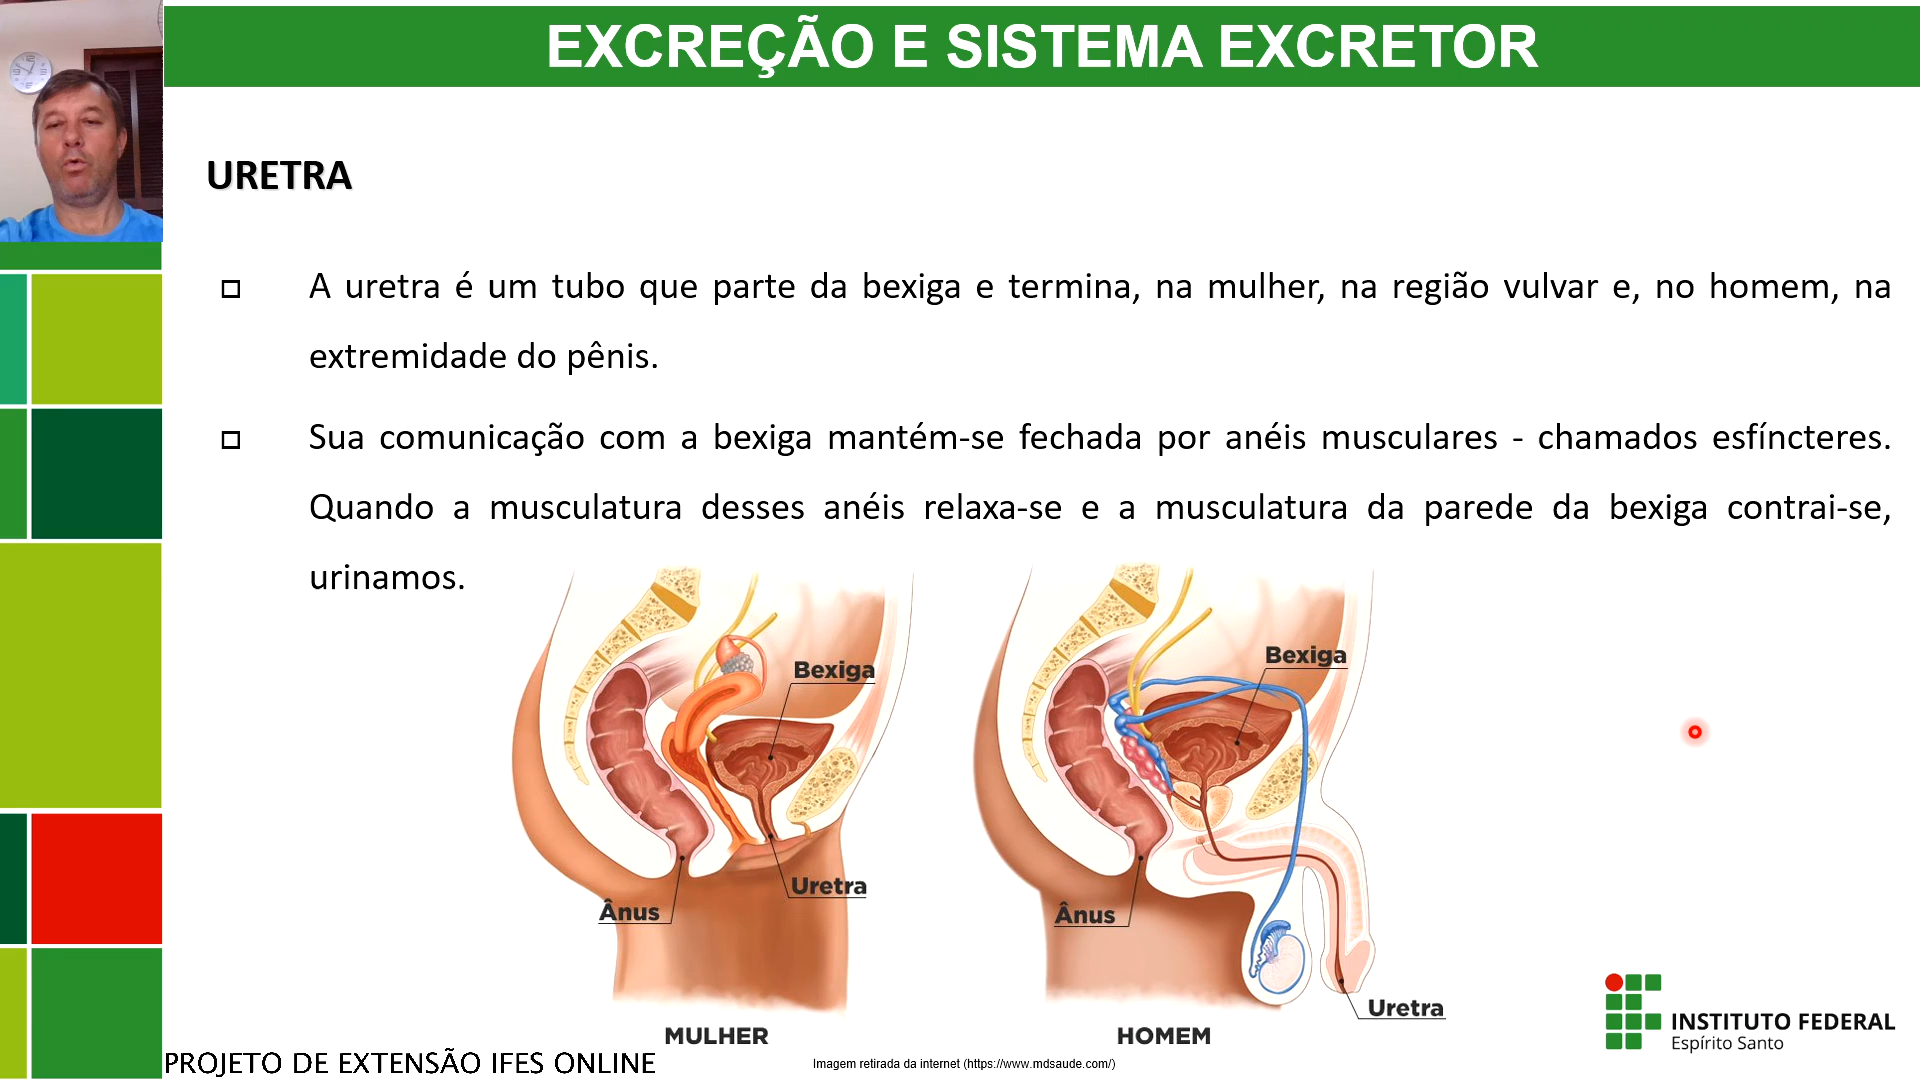 EXCREÇÃO E SISTEMA EXCRETOR
URETRA
A uretra é um tubo que parte da bexiga e termina, na mulher, na região vulvar e, no homem, na
extremidade do pênis.
Sua comunicação com a bexiga mantém-se fechada por anéis musculares - chamados esfíncteres.
Quando a musculatura desses anéis relaxa-se e a musculatura da parede da bexiga contrai-se,
urinamos.
Bexiga
Uretra
Ânus
MULHER
Bexiga
Ânus
Uretra
HOMEM
INSTITUTO FEDERAL
Espírito Santo
PROJETO DE EXTENSÃO IFES ONLINE
Imagem retirada da internet (https://www.mdsaude.com/)